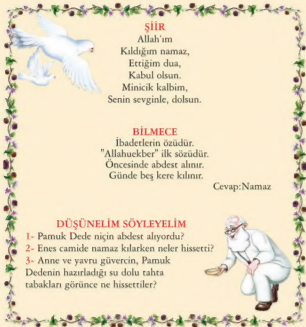 ŞİİR
Allah'ım
Kıldığım namaz,
Ettiğim dua,
Kabul olsun.
Minicik kalbim,
Senin sevginle, dolsun.
BİLMECE
İbaderlerin özüdür.
"Allahuekber" ilk sözüdür.
Öncesinde abdest alınır.
Günde beş kere kılınır.
Cevap:Namaz
DÜŞÜNELİM SÖYLEYELİM
1- Pamuk Dede niçin abdest alıyordu?
2- Enes camide namaz kılarken neler hissetti?
3- Anne ve yavru güvercin, Pamuk
Dedenin hazırladığı su dolu tahta
tabakları görünce ne hissettiler?